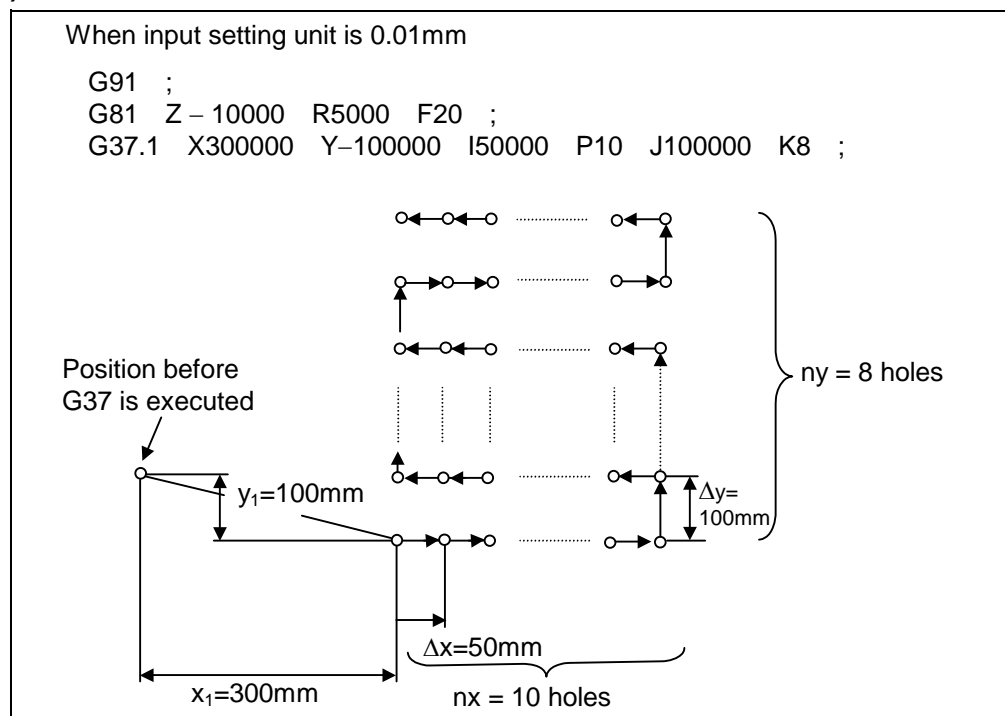 When input setting unit is 0.01mm
G91 ;
G81 Z – 10000 R5000 F20 ;
G37.1 X300000 Y–100000 I50000 P10 J100000 K8 ;
Position before
G37 is executed
ny = 8 holes
y₁=100mm
Δy=
100mm
Δx=50mm
x₁=300mm
nx = 10 holes